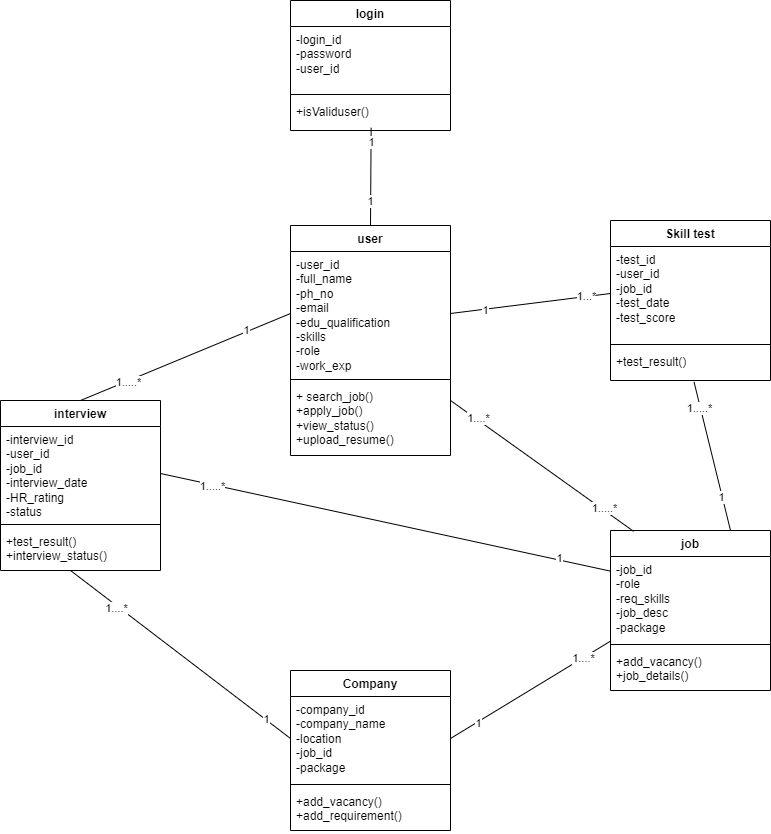 login
-login_id
-password
-user_id
+isValiduser()
1
1
user
-user_id
-full_name
-ph_no
-email
-edu_qualification
-skills
-role
-work_exp
+ search_job()
+apply_job()
+view_status()
+upload_resume()
1
1...*
Skill test
-test_id
-user_id
-job_id
-test_date
-test_score
+test_result()
1
1.....*
interview
-interview_id
-user_id
-job_id
-interview_date
-HR_rating
-status
+test_result()
+interview_status()
1....*
1.....*
1.....*
1
1.....*
1
job
-job_id
-role
-req_skills
-job_desc
-package
+add_vacancy()
+job_details()
1....*
1
1....*
1
Company
-company_id
-company_name
-location
-job_id
-package
+add_vacancy()
+add_requirement()